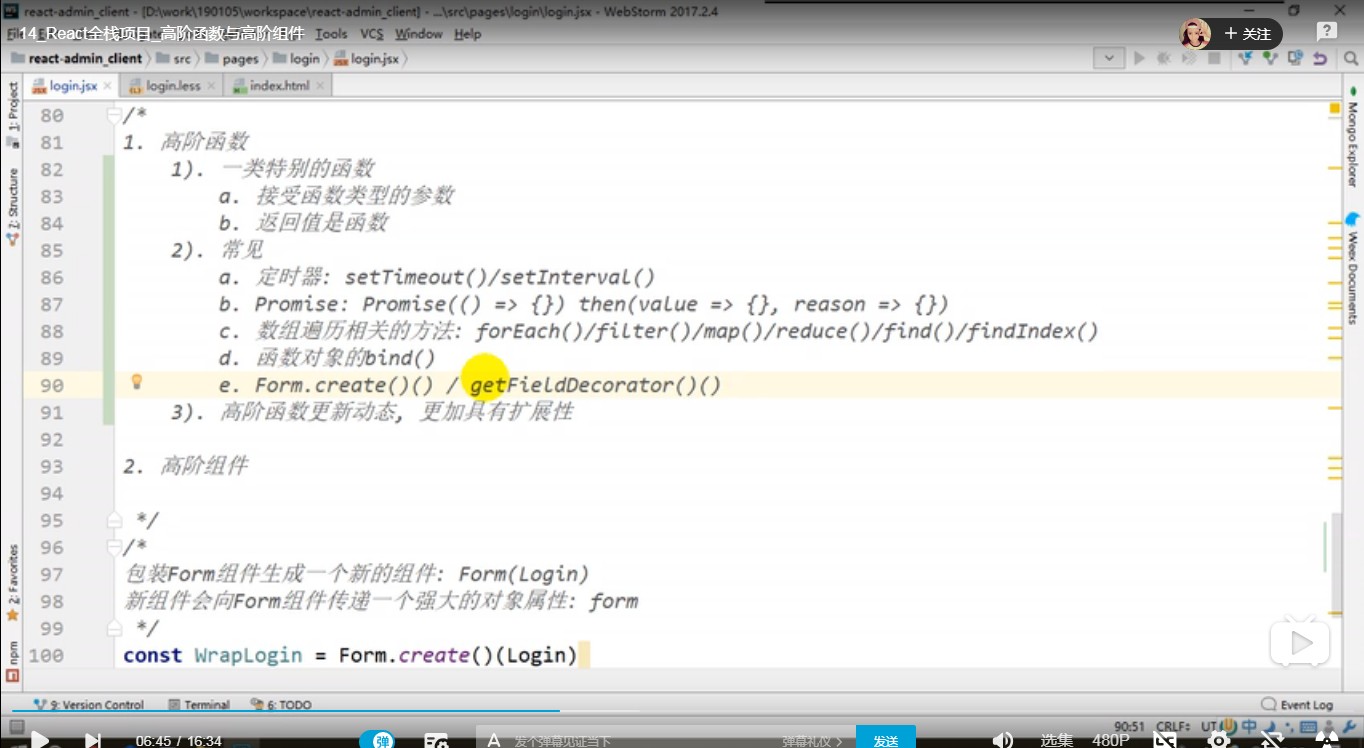 react-admin_client - [D:\work\190105\workspace\react-admin_client] - ...\src\pages\login\login.jsx - WebStorm 2017.2.4
14_React全栈项目_高阶函数与高阶组件
Tools VCS Window Help
+ 关注
react-admin_client src pages login login.jsx
login.jsx login.less index.html
1: Project
Z: Structure
2: Favorites
npm
Mongo Explorer
Weex Documents
80 /*
81 1. 高阶函数
82 1). 一类特别的函数
83 a. 接受函数类型的参数
84 b. 返回值是函数
85 2). 常见
86 a. 定时器: setTimeout()/setInterval()
87 b. Promise: Promise(() => {}) then(value => {}, reason => {})
88 c. 数组遍历相关的方法: forEach()/filter()/map()/reduce()/find()/findIndex()
89 d. 函数对象的bind()
90 e. Form.create()() / getFieldDecorator()()
91 3). 高阶函数更新动态, 更加具有扩展性
92
93 2. 高阶组件
94
95 */
96 /*
97 包装Form组件生成一个新的组件: Form(Login)
98 新组件会向Form组件传递一个强大的对象属性: form
99 */
100 const WrapLogin = Form.create()(Login)
9: Version Control Terminal 6: TODO Event Log
90:51 CRLF÷ UT 中
06:45 / 16:34 弹 A 发个弹幕见证当下 弹幕礼仪 > 发送 选集 480P